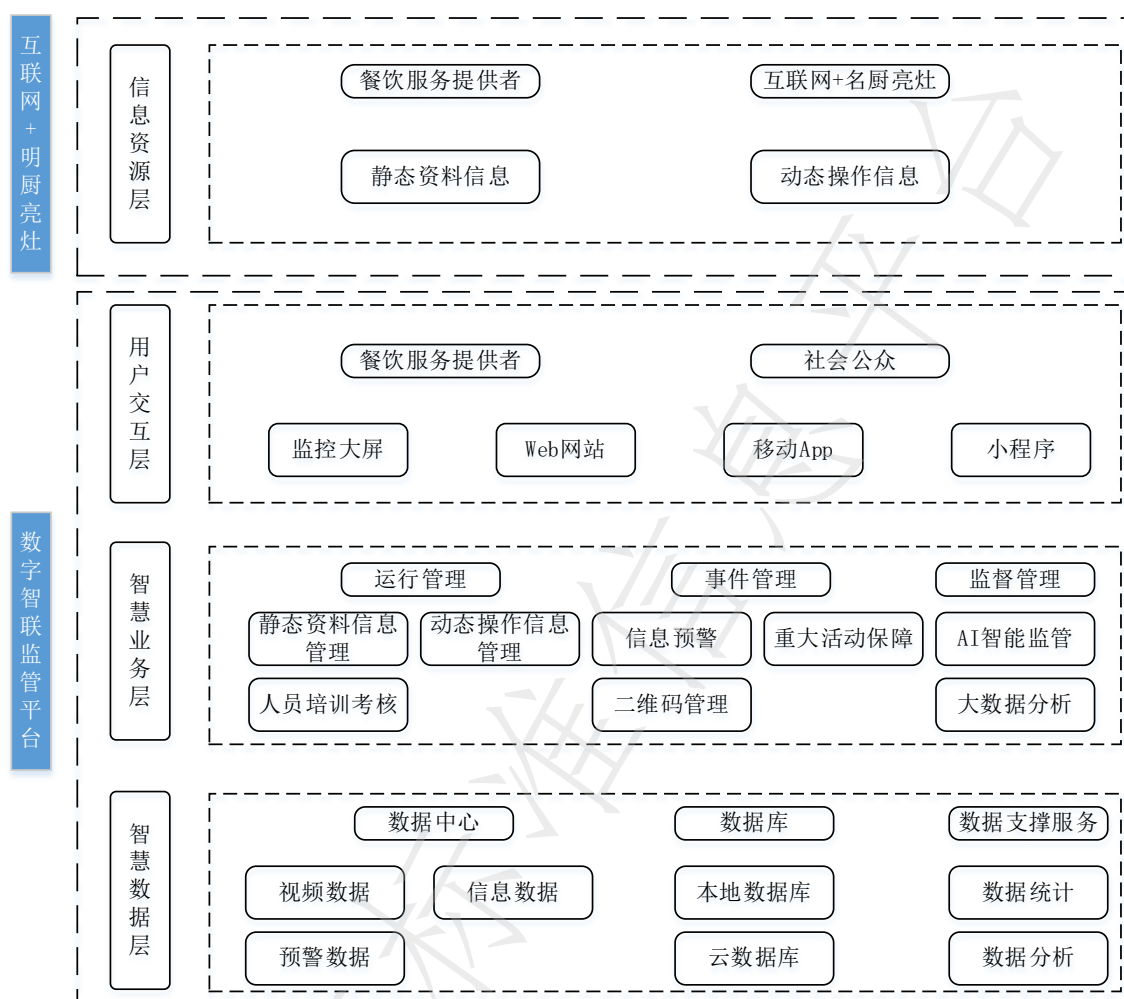 互联网+明厨亮灶
信息资源层
餐饮服务提供者
互联网+名厨亮灶
静态资料信息
动态操作信息
数字智联监管平台
用户交互层
餐饮服务提供者
社会公众
监控大屏
Web网站
移动App
小程序
智慧业务层
运行管理
事件管理
监督管理
静态资料信息
管理
动态操作信息
管理
信息预警
重大活动保障
AI智能监管
人员培训考核
二维码管理
大数据分析
智慧数据层
数据中心
数据库
数据支撑服务
视频数据
信息数据
本地数据库
数据统计
预警数据
云数据库
数据分析
标准信息平台